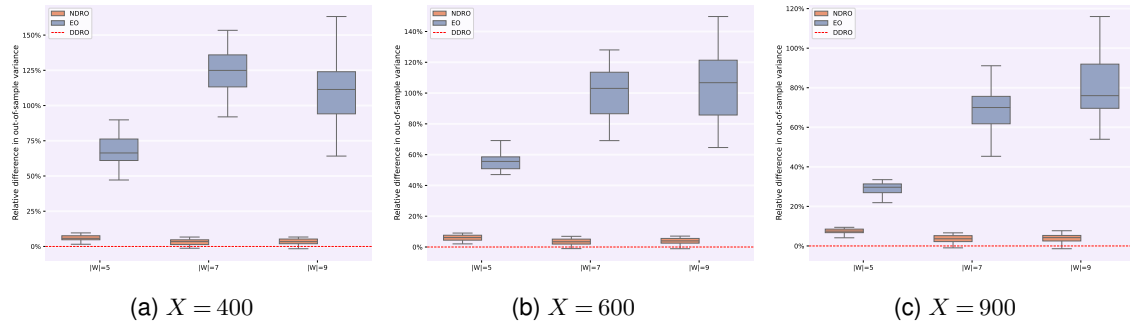 NDRO
EO
DDRO
Relative difference in out-of-sample variance
150%
125%
100%
75%
50%
25%
0%
|W|=5
|W|=7
|W|=9
(a) X = 400
NDRO
EO
DDRO
Relative difference in out-of-sample variance
140%
120%
100%
80%
60%
40%
20%
0%
|W|=5
|W|=7
|W|=9
(b) X = 600
NDRO
EO
DDRO
Relative difference in out-of-sample variance
120%
100%
80%
60%
40%
20%
0%
|W|=5
|W|=7
|W|=9
(c) X = 900